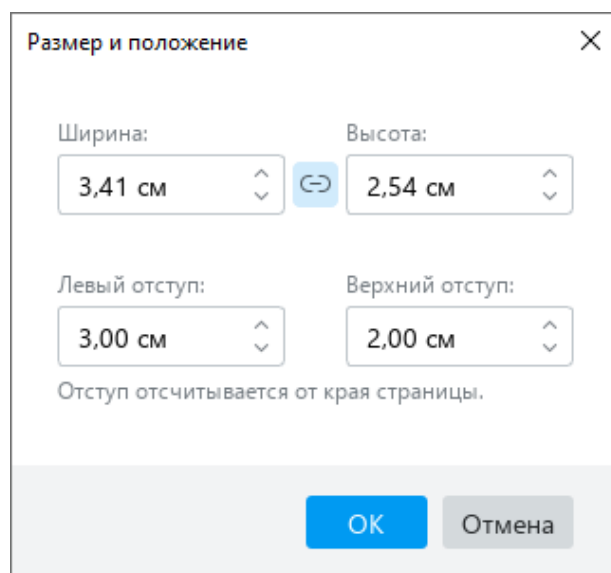 Размер и положение
Ширина: Высота:
3,41 см 2,54 см
Левый отступ: Верхний отступ:
3,00 см 2,00 см
Отступ отсчитывается от края страницы.
ОК Отмена